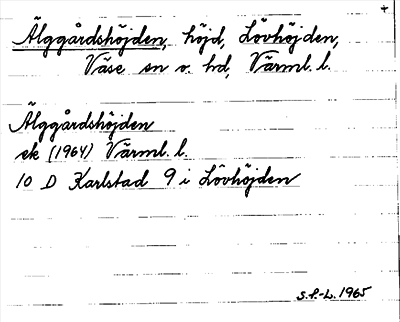 +
Älggårdshöjden, höjd, Lövhöjden,
Väse sn o. hd, Värml. l.
Älggårdshöjden
ek (1964) Värml. l.
10 D Karlstad 9 i Lövhöjden
S.P.-L. 1965